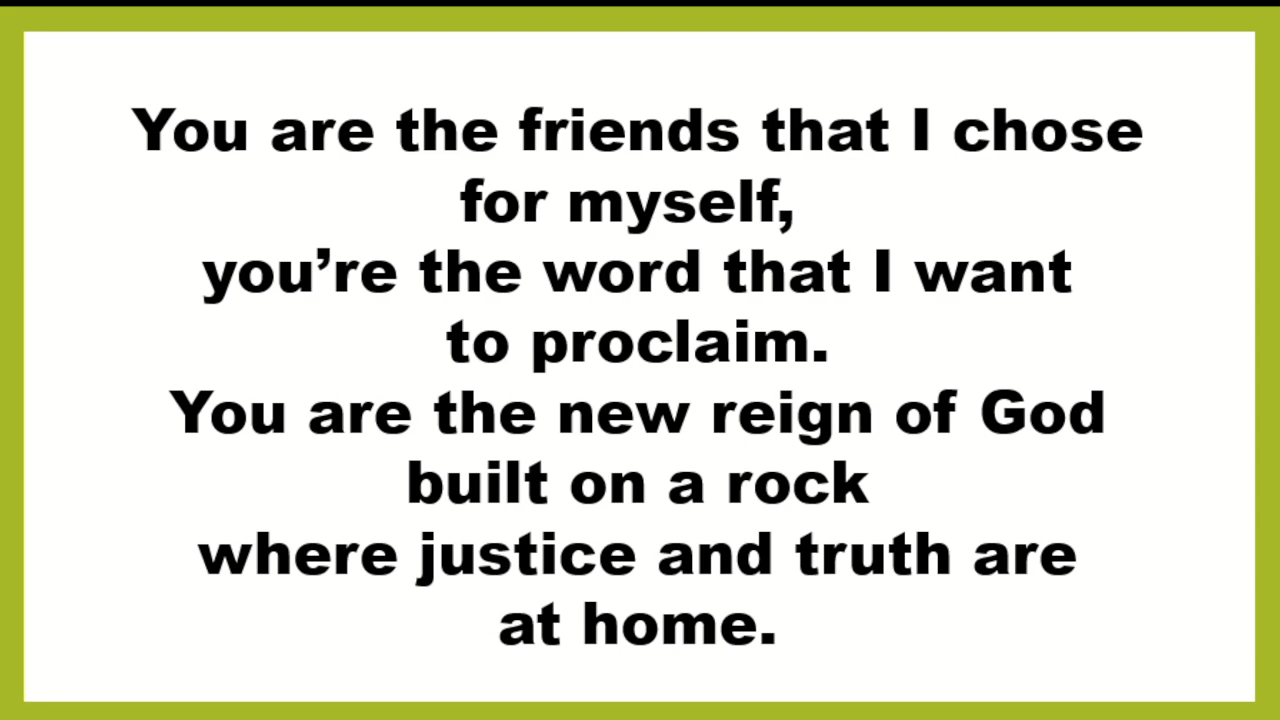 You are the friends that I chose
for myself,
you’re the word that I want
to proclaim.
You are the new reign of God
built on a rock
where justice and truth are
at home.